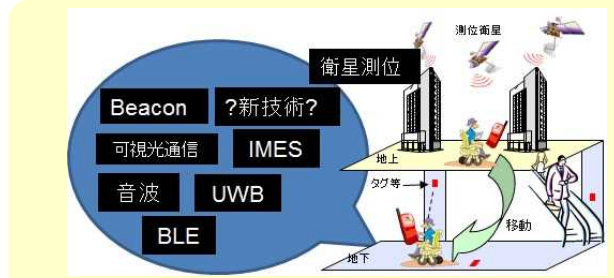 測位衛星
衛星測位
Beacon
?新技術?
可視光通信
IMES
音波
UWB
BLE
地上
タグ等
移動
地下